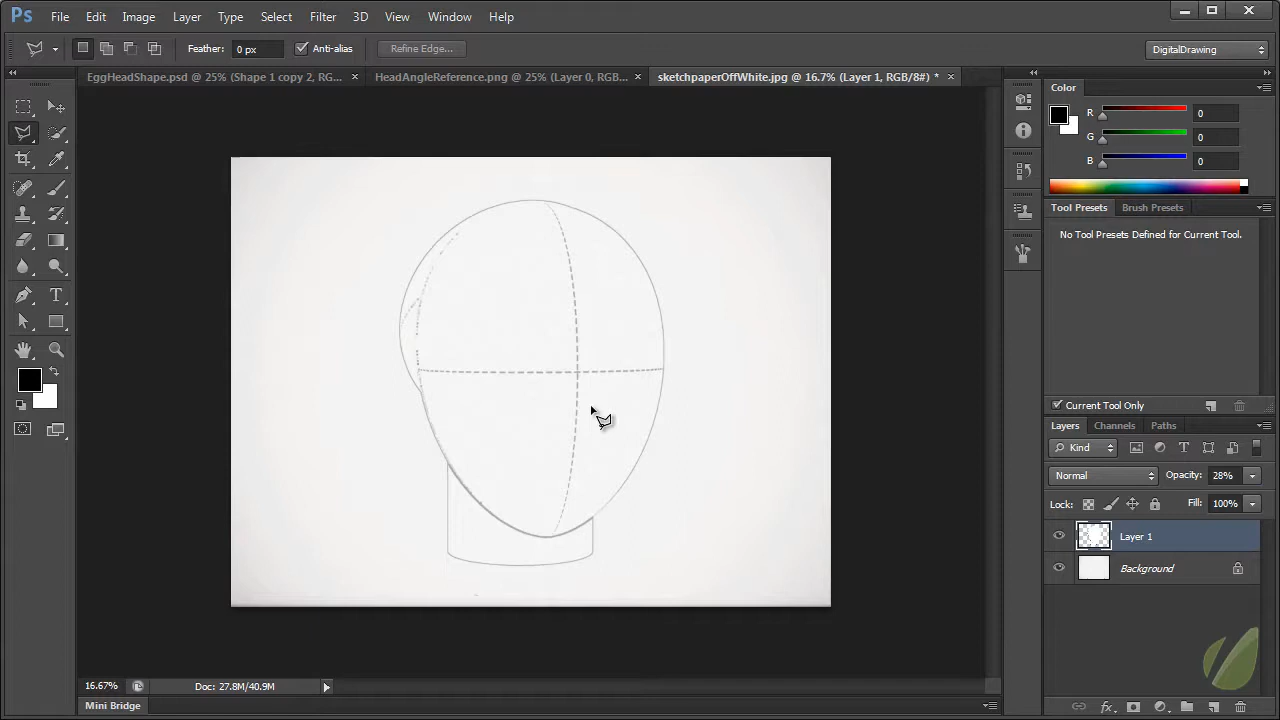 Ps File Edit Image Layer Type Select Filter 3D View Window Help
Feather: 0 px Anti-alias Refine Edge... DigitalDrawing
EggHeadShape.psd @ 25% (Shape 1 copy 2, RG... × HeadAngleReference.png @ 25% (Layer 0, RGB... × sketchpaperOffWhite.jpg @ 16.7% (Layer 1, RGB/8#) * ×
Color
R 0
G 0
B 0
Tool Presets Brush Presets
No Tool Presets Defined for Current Tool.
Current Tool Only
Layers Channels Paths
Kind
Normal Opacity: 28%
Lock: Fill: 100%
Layer 1
Background
16.67% Doc: 27.8M/40.9M
Mini Bridge